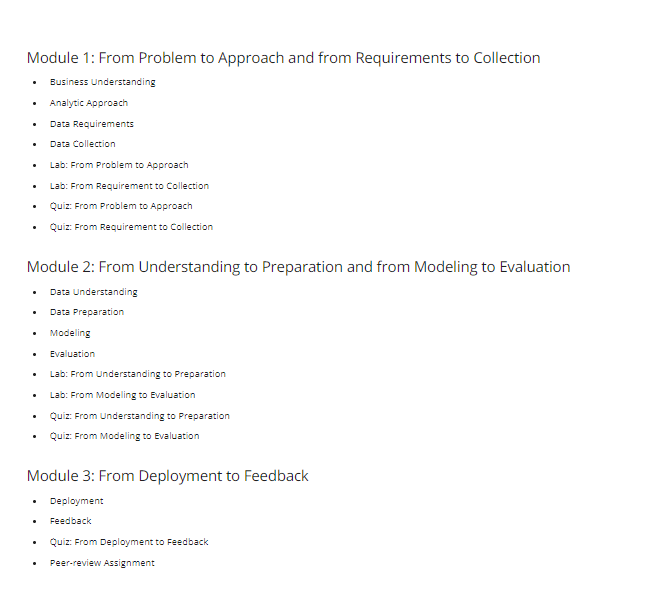 Module 1: From Problem to Approach and from Requirements to Collection
• Business Understanding
• Analytic Approach
• Data Requirements
• Data Collection
• Lab: From Problem to Approach
• Lab: From Requirement to Collection
• Quiz: From Problem to Approach
• Quiz: From Requirement to Collection
Module 2: From Understanding to Preparation and from Modeling to Evaluation
• Data Understanding
• Data Preparation
• Modeling
• Evaluation
• Lab: From Understanding to Preparation
• Lab: From Modeling to Evaluation
• Quiz: From Understanding to Preparation
• Quiz: From Modeling to Evaluation
Module 3: From Deployment to Feedback
• Deployment
• Feedback
• Quiz: From Deployment to Feedback
• Peer-review Assignment